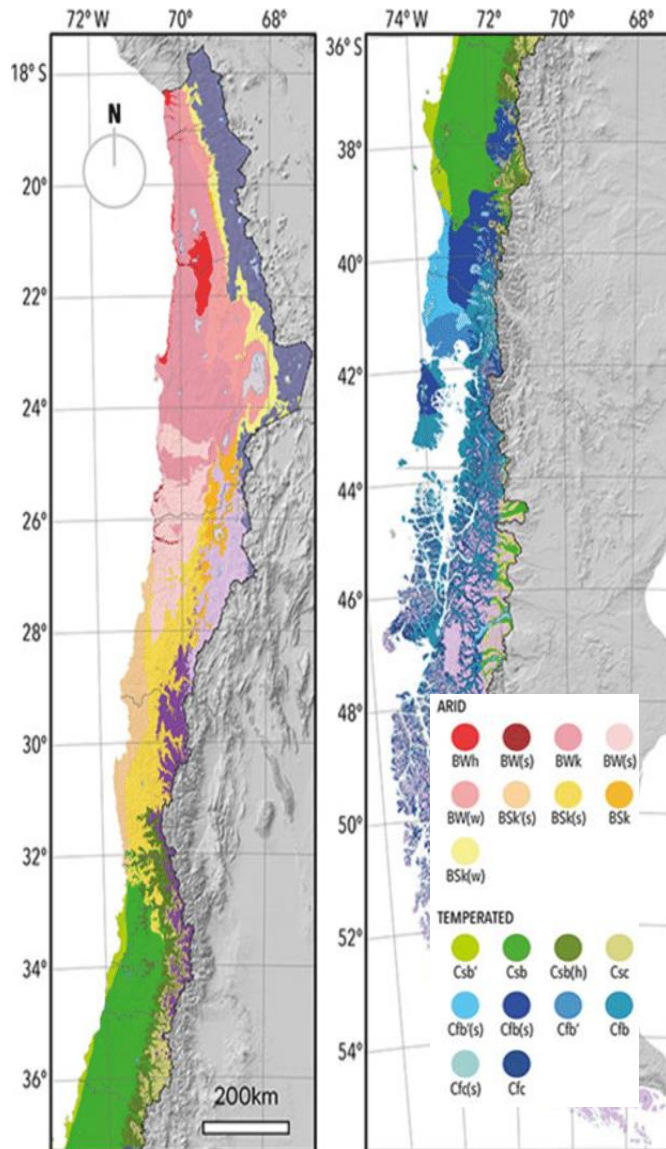 72°W 70° 68°
74°W 72° 70° 68°
18°S
20°
22°
24°
26°
28°
30°
32°
34°
36°
N
200km
36°S
38°
40°
42°
44°
46°
48°
50°
52°
54°
ARID
BWh BW(s) BWk BW(s)
BW(w) BSk'(s) BSk(s) BSk
BSk(w)
TEMPERATED
Csb' Csb Csb(h) Csc
Cfb'(s) Cfb(s) Cfb' Cfb
Cfc(s) Cfc